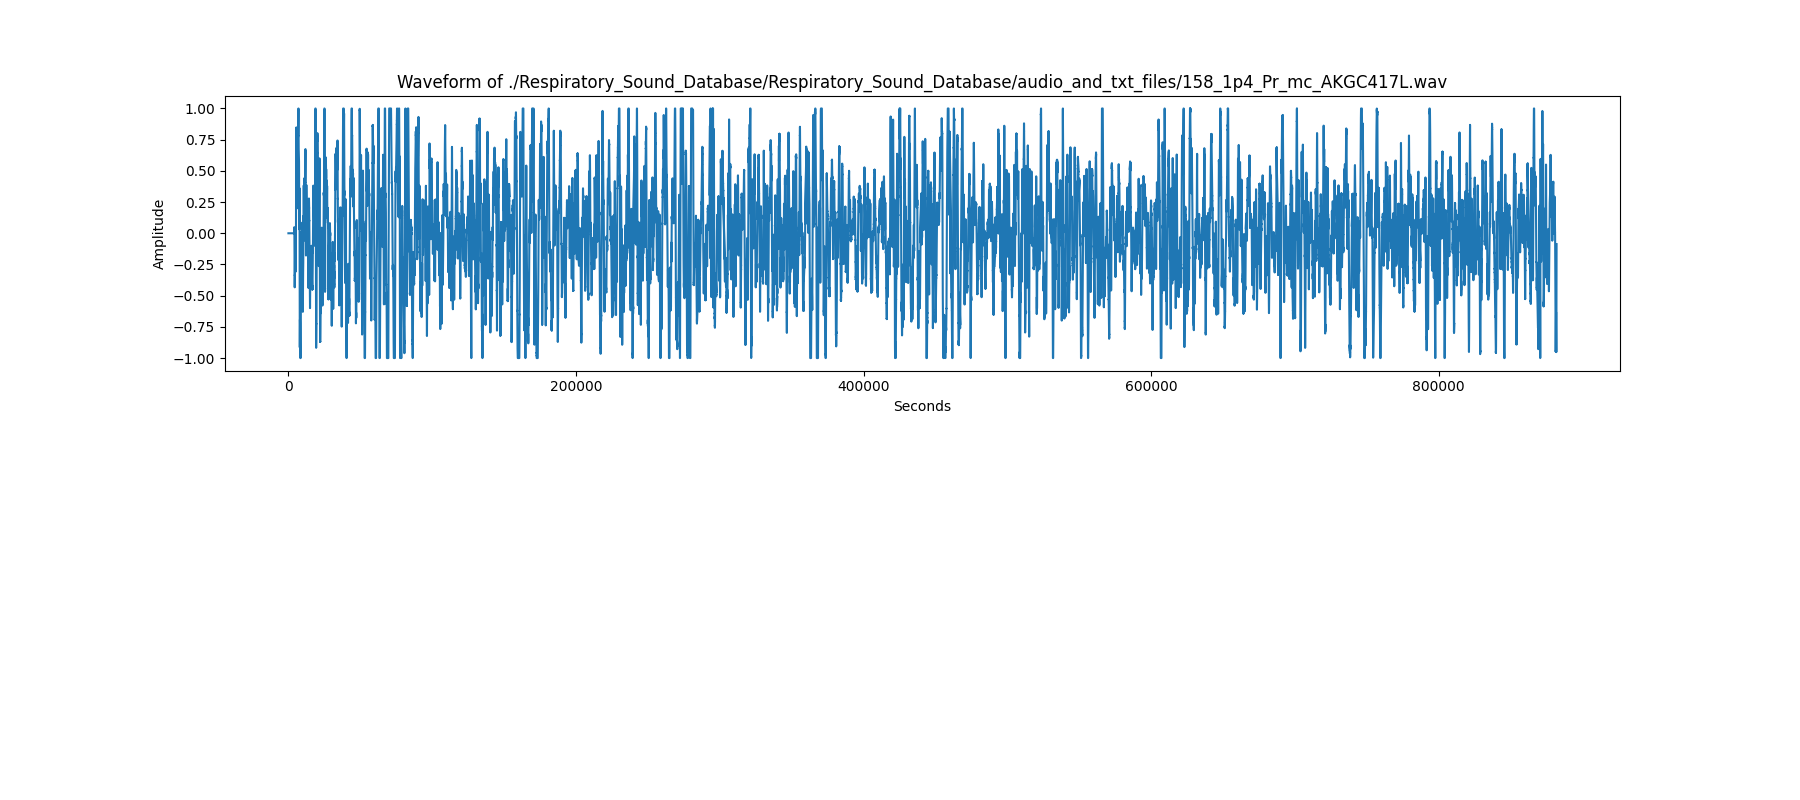 Waveform of ./Respiratory_Sound_Database/Respiratory_Sound_Database/audio_and_txt_files/158_1p4_Pr_mc_AKGC417L.wav
1.00
0.75
0.50
0.25
0.00
−0.25
−0.50
−0.75
−1.00
Amplitude
0 200000 400000 600000 800000
Seconds